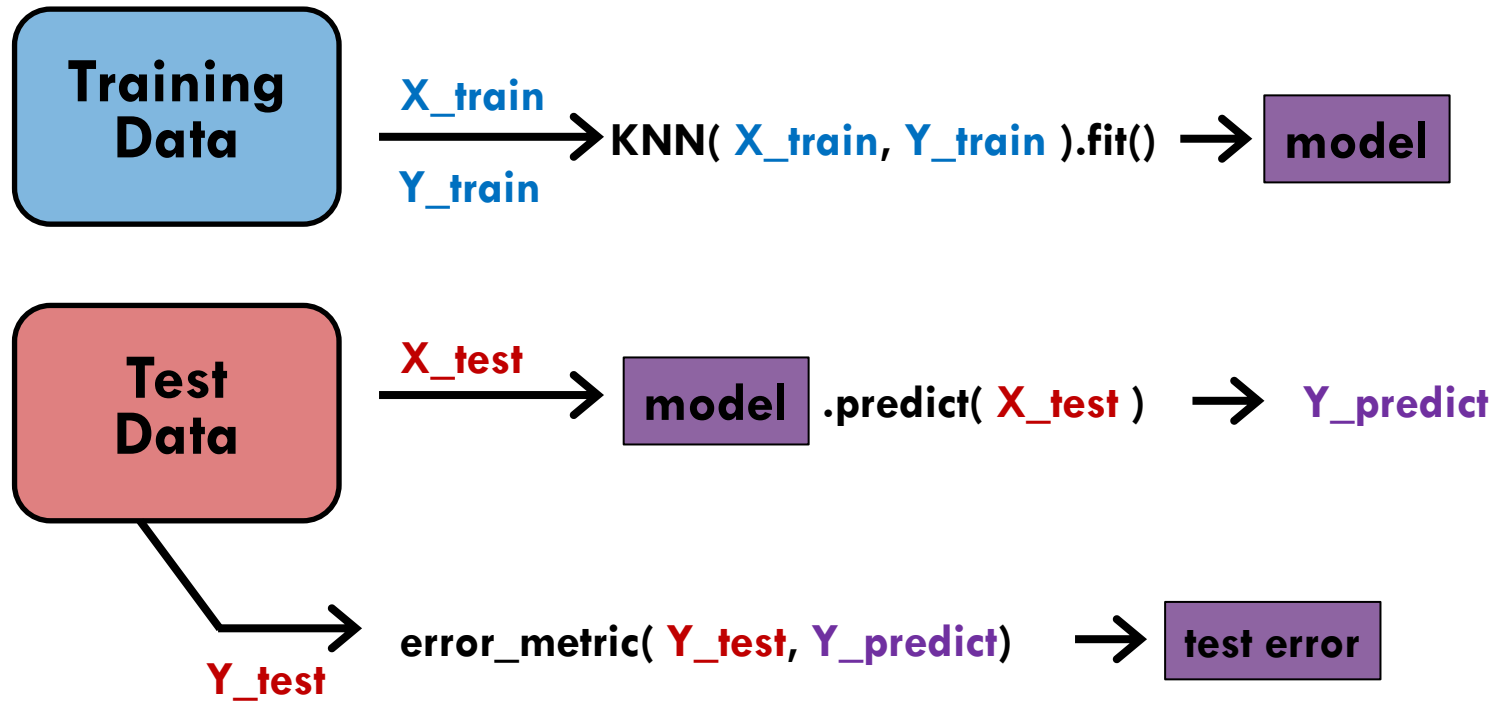 Training
Data
X_train
Y_train
KNN( X_train, Y_train ).fit()
model
Test
Data
X_test
model .predict( X_test )
Y_predict
Y_test
error_metric( Y_test, Y_predict)
test error